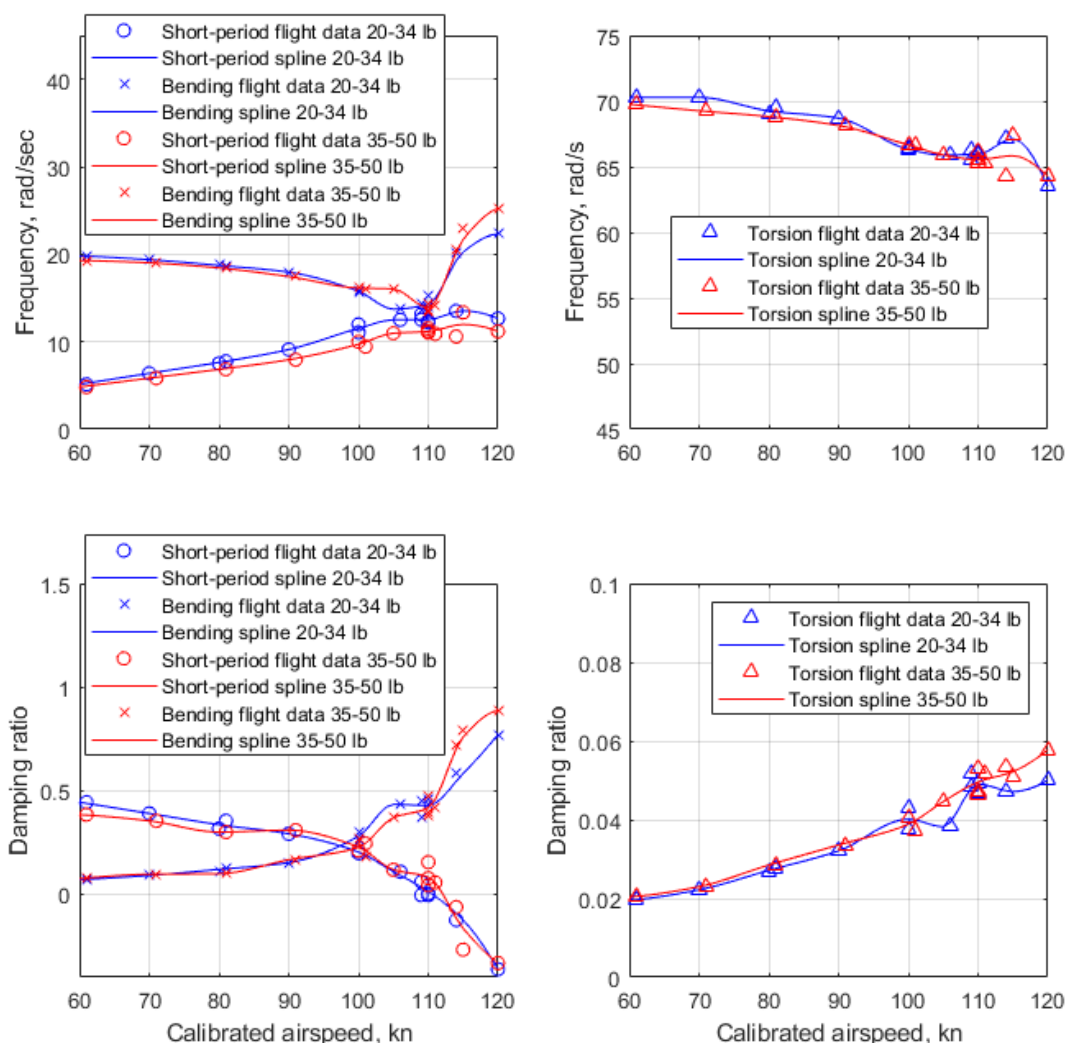 Short-period flight data 20-34 lb
Short-period spline 20-34 lb
Bending flight data 20-34 lb
Bending spline 20-34 lb
Short-period flight data 35-50 lb
Short-period spline 35-50 lb
Bending flight data 35-50 lb
Bending spline 35-50 lb
Frequency, rad/sec
40
30
20
10
0
60 70 80 90 100 110 120
Torsion flight data 20-34 lb
Torsion spline 20-34 lb
Torsion flight data 35-50 lb
Torsion spline 35-50 lb
Frequency, rad/s
75
70
65
60
55
50
45
60 70 80 90 100 110 120
Short-period flight data 20-34 lb
Short-period spline 20-34 lb
Bending flight data 20-34 lb
Bending spline 20-34 lb
Short-period flight data 35-50 lb
Short-period spline 35-50 lb
Bending flight data 35-50 lb
Bending spline 35-50 lb
Damping ratio
1.5
1
0.5
0
60 70 80 90 100 110 120
Calibrated airspeed, kn
Torsion flight data 20-34 lb
Torsion spline 20-34 lb
Torsion flight data 35-50 lb
Torsion spline 35-50 lb
Damping ratio
0.1
0.08
0.06
0.04
0.02
0
60 70 80 90 100 110 120
Calibrated airspeed, kn